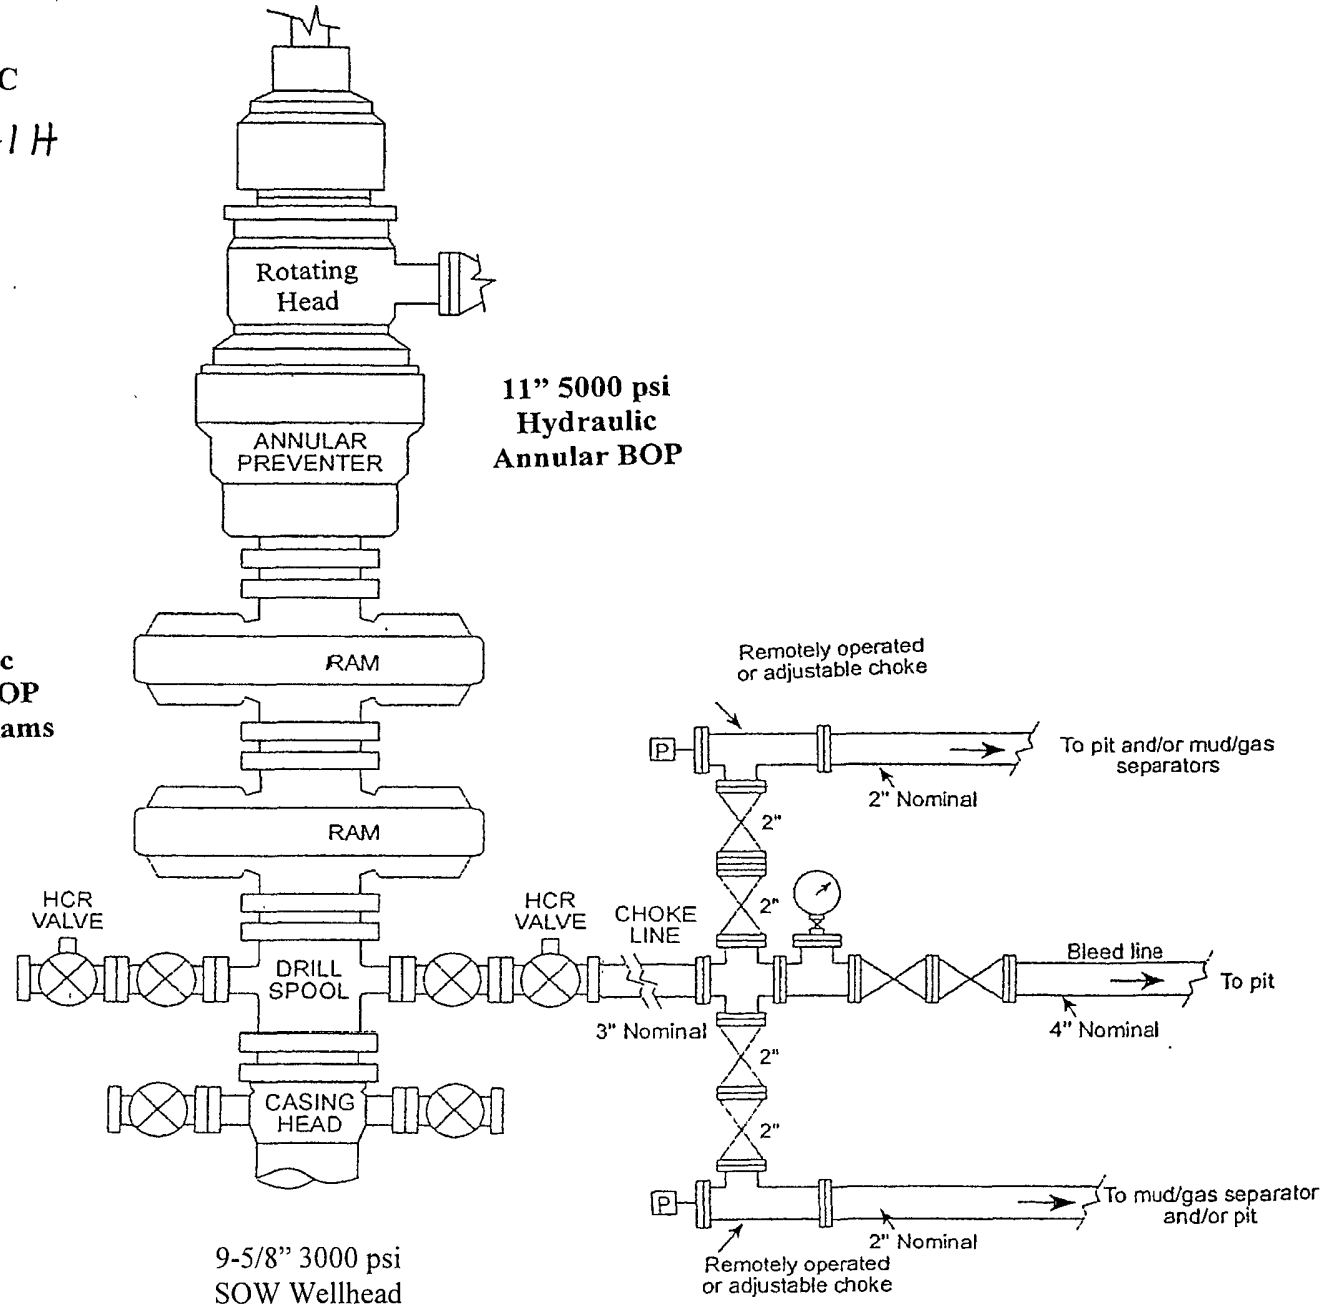 C
1H
Rotating
Head
11” 5000 psi
Hydraulic
Annular BOP
ANNULAR
PREVENTER
c
OP
ams
RAM
RAM
Remotely operated
or adjustable choke
P
To pit and/or mud/gas
separators
2" Nominal
2"
2"
HCR
VALVE
HCR
VALVE
CHOKE
LINE
DRILL
SPOOL
Bleed line
To pit
3" Nominal
4" Nominal
2"
2"
CASING
HEAD
P
To mud/gas separator
and/or pit
2" Nominal
Remotely operated
or adjustable choke
9-5/8” 3000 psi
SOW Wellhead